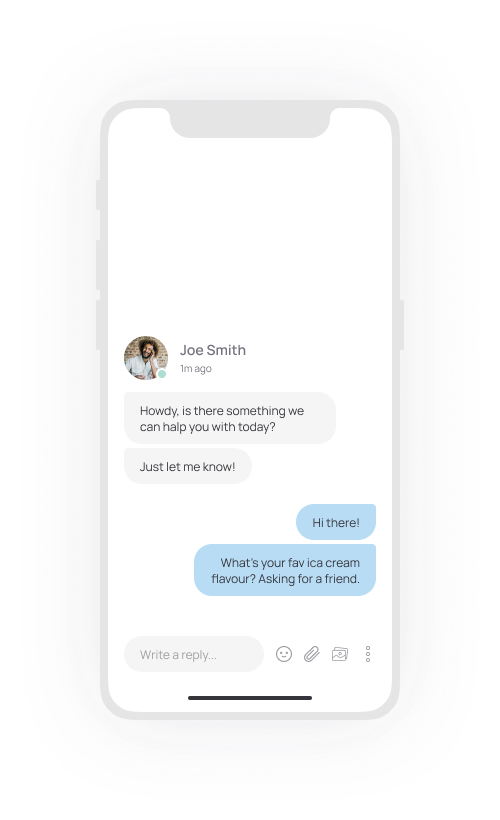 Joe Smith
1m ago
Howdy, is there something we
can halp you with today?
Just let me know!
Hi there!
What's your fav ica cream
flavour? Asking for a friend.
Write a reply...